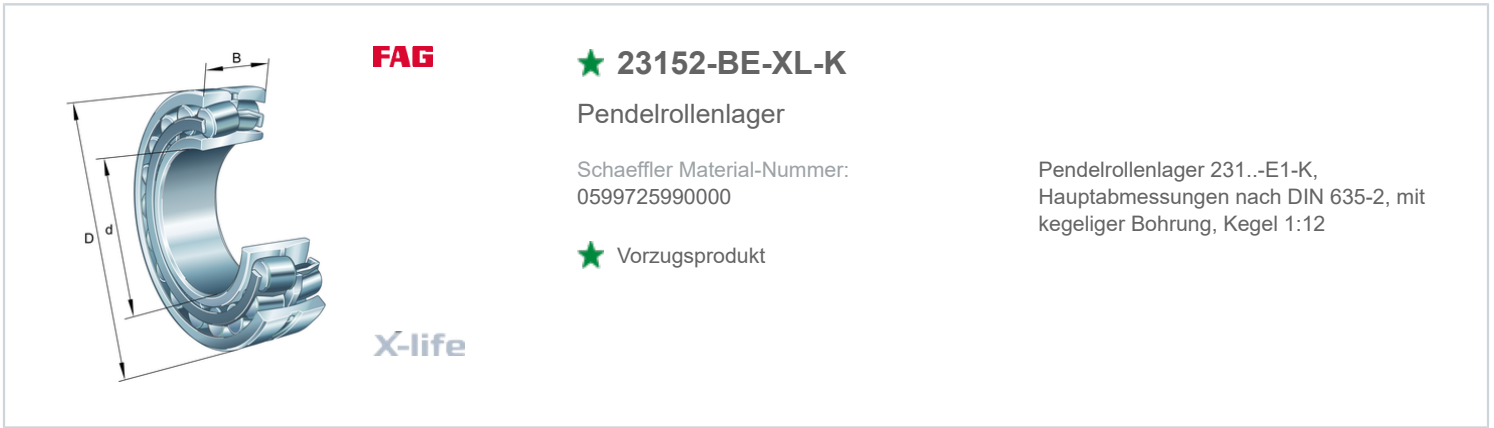 B
D
d
FAG
X-life
23152-BE-XL-K
Pendelrollenlager
Schaeffler Material-Nummer:
0599725990000
Vorzugsprodukt
Pendelrollenlager 231..-E1-K,
Hauptabmessungen nach DIN 635-2, mit
kegeliger Bohrung, Kegel 1:12